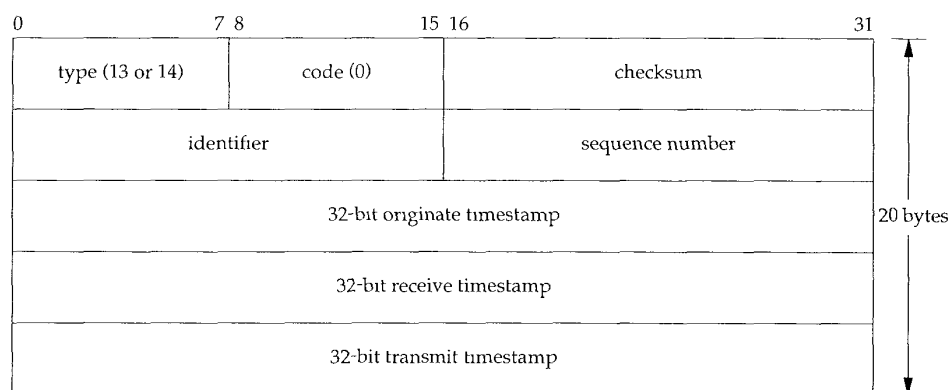 0 7 8 15 16 31
type (13 or 14) code (0) checksum
identifier sequence number
32-bit originate timestamp
20 bytes
32-bit receive timestamp
32-bit transmit timestamp